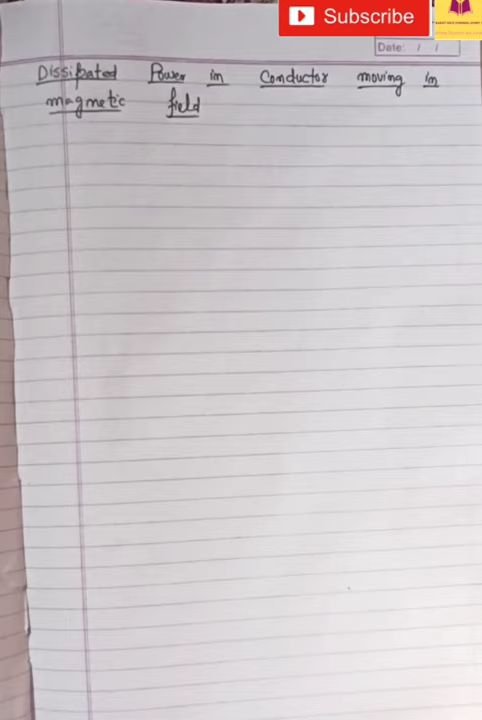 Subscribe
Date: / /
Dissipated Power in Conductor moving in
magnetic field